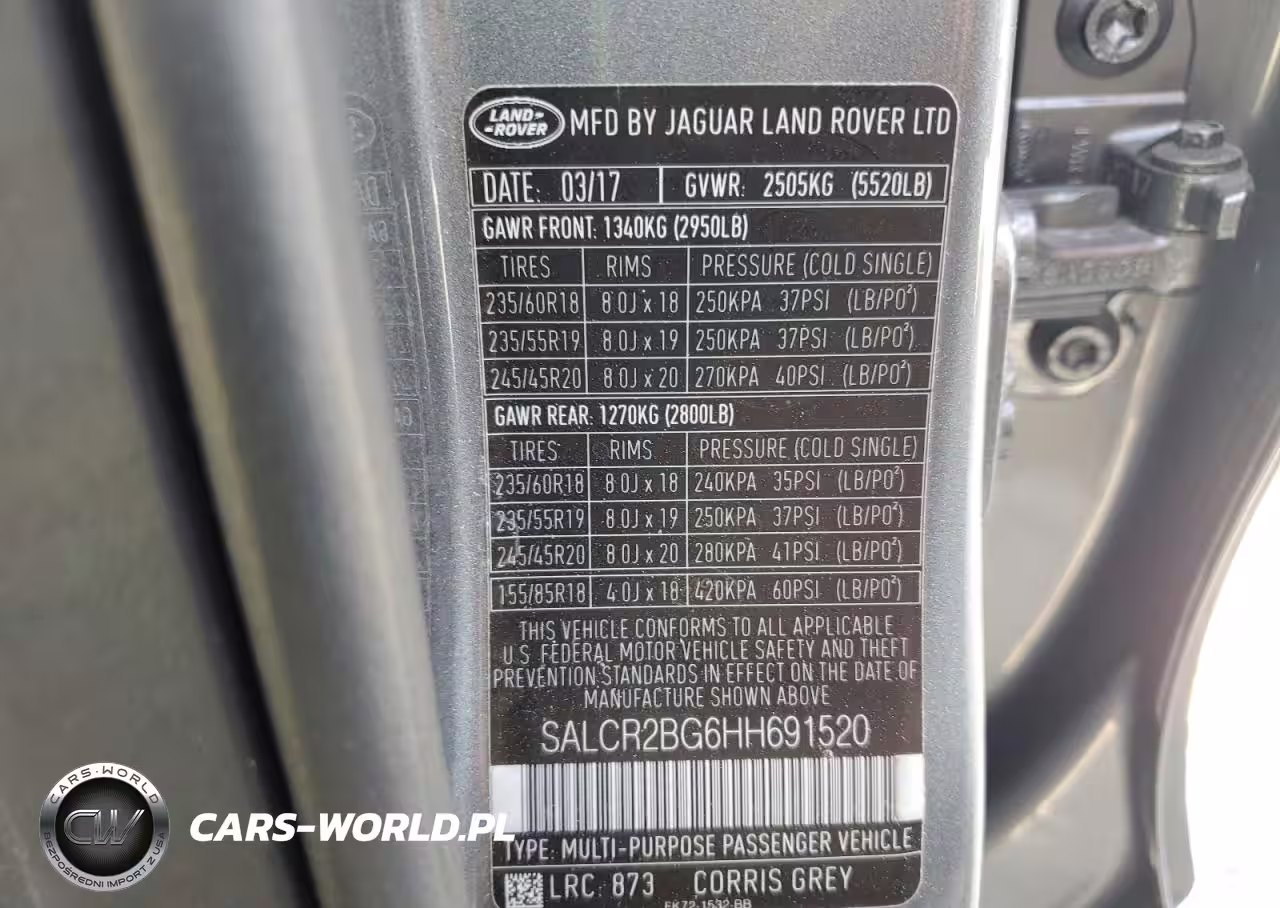 LAND-
-ROVER
MFD BY JAGUAR LAND ROVER LTD
DATE: 03/17 GVWR: 2505KG (5520LB)
GAWR FRONT: 1340KG (2950LB)
TIRES RIMS PRESSURE (COLD SINGLE)
235/60R18 8.0J x 18 250KPA 37PSI (LB/PO²)
235/55R19 8.0J x 19 250KPA 37PSI (LB/PO²)
245/45R20 8.0J x 20 270KPA 40PSI (LB/PO²)
GAWR REAR: 1270KG (2800LB)
TIRES RIMS PRESSURE (COLD SINGLE)
235/60R18 8.0J x 18 240KPA 35PSI (LB/PO²)
235/55R19 8.0J x 19 250KPA 37PSI (LB/PO²)
245/45R20 8.0J x 20 280KPA 41PSI (LB/PO²)
155/85R18 4.0J x 18 420KPA 60PSI (LB/PO²)
THIS VEHICLE CONFORMS TO ALL APPLICABLE
U.S. FEDERAL MOTOR VEHICLE SAFETY AND THEFT
PREVENTION STANDARDS IN EFFECT ON THE DATE OF
MANUFACTURE SHOWN ABOVE
SALCR2BG6HH691520
TYPE: MULTI-PURPOSE PASSENGER VEHICLE
LRC: 873 CORRIS GREY
FK72-1532-BB
CARS-WORLD
CW
BEZPOŚREDNI IMPORT Z USA
CARS-WORLD.PL